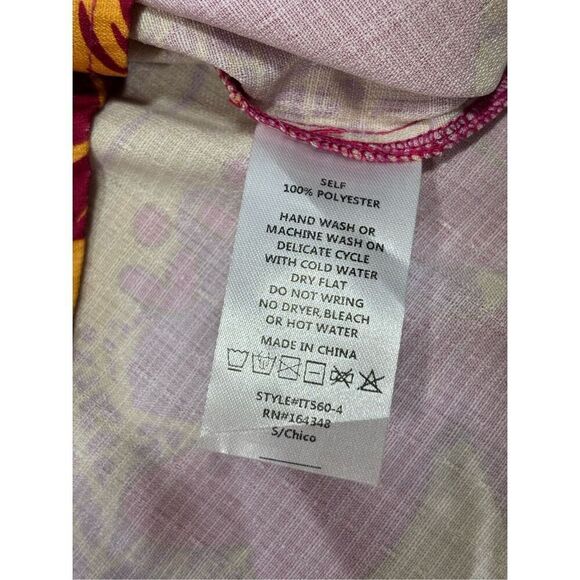 SELF
100% POLYESTER
HAND WASH OR
MACHINE WASH ON
DELICATE CYCLE
WITH COLD WATER
DRY FLAT
DO NOT WRING
NO DRYER, BLEACH
OR HOT WATER
MADE IN CHINA
STYLE#IT560-4
RN#164348
S/Chico